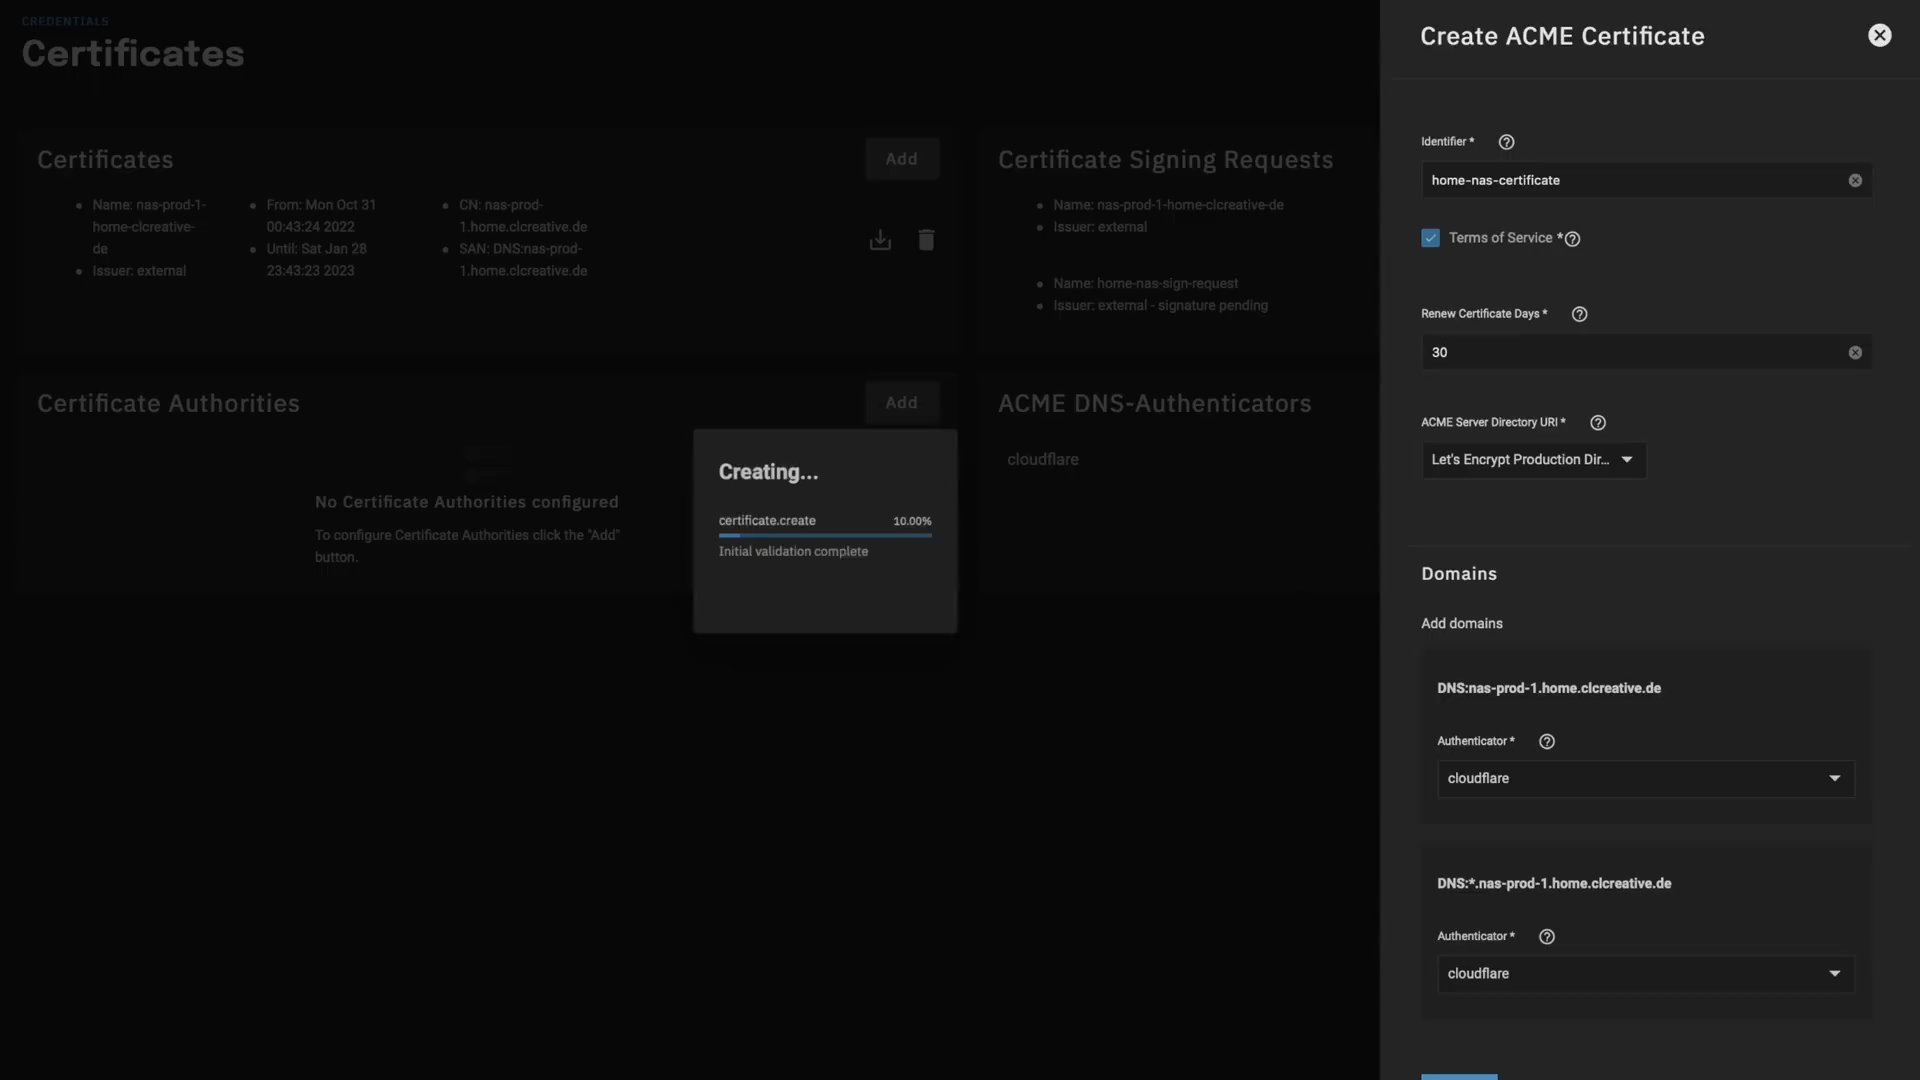 CREDENTIALS
Certificates
Certificates
Add
Name: nas-prod-1-
home-clcreative-
de
Issuer: external
From: Mon Oct 31
00:43:24 2022
Until: Sat Jan 28
23:43:23 2023
CN: nas-prod-
1.home.clcreative.de
SAN: DNS:nas-prod-
1.home.clcreative.de
Certificate Signing Requests
Name: nas-prod-1-home-clcreative-de
Issuer: external
Name: home-nas-sign-request
Issuer: external - signature pending
Certificate Authorities
Add
No Certificate Authorities configured
To configure Certificate Authorities click the "Add"
button.
ACME DNS-Authenticators
cloudflare
Creating...
certificate.create 10.00%
Initial validation complete
Create ACME Certificate
Identifier *
home-nas-certificate
Terms of Service *
Renew Certificate Days *
30
ACME Server Directory URI *
Let's Encrypt Production Dir...
Domains
Add domains
DNS:nas-prod-1.home.clcreative.de
Authenticator *
cloudflare
DNS:*.nas-prod-1.home.clcreative.de
Authenticator *
cloudflare